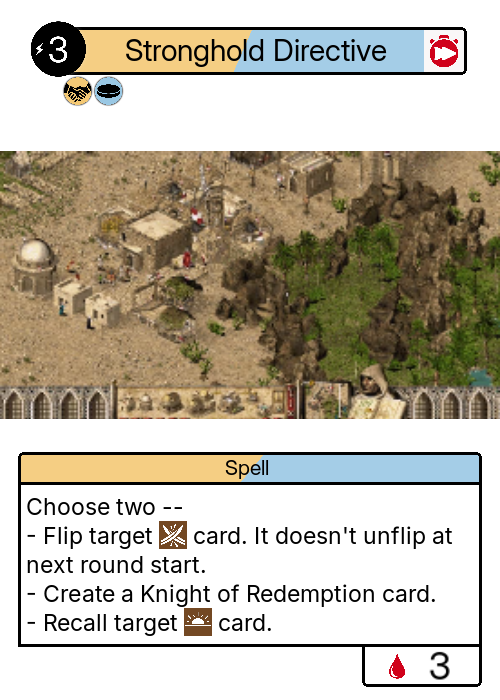 3
Stronghold Directive
Spell
Choose two --
- Flip target card. It doesn't unflip at
next round start.
- Create a Knight of Redemption card.
- Recall target card.
3